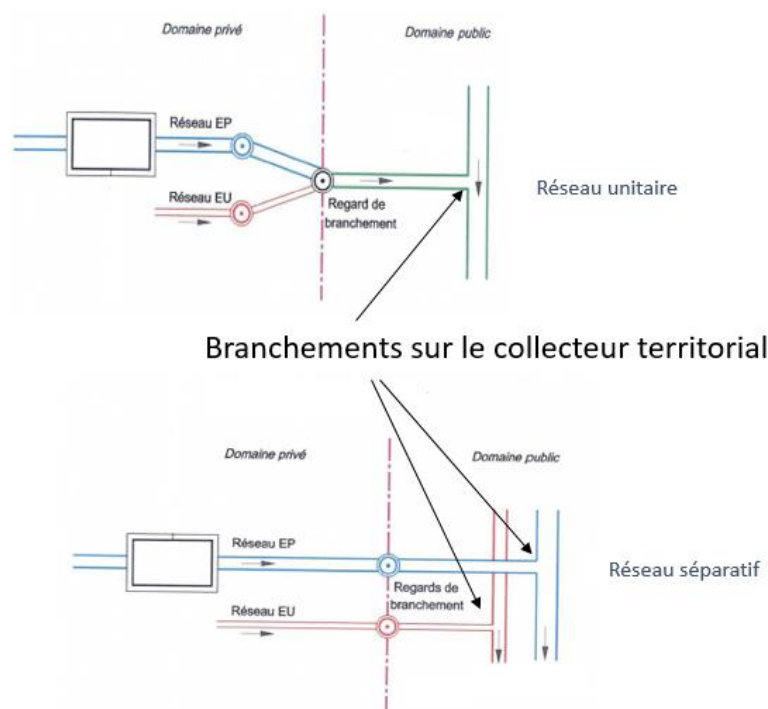 Domaine privé
Domaine public
Réseau EP
Réseau EU
Regard de
branchement
Réseau unitaire
Branchements sur le collecteur territorial
Domaine privé
Domaine public
Réseau EP
Regards de
branchement
Réseau EU
Réseau séparatif